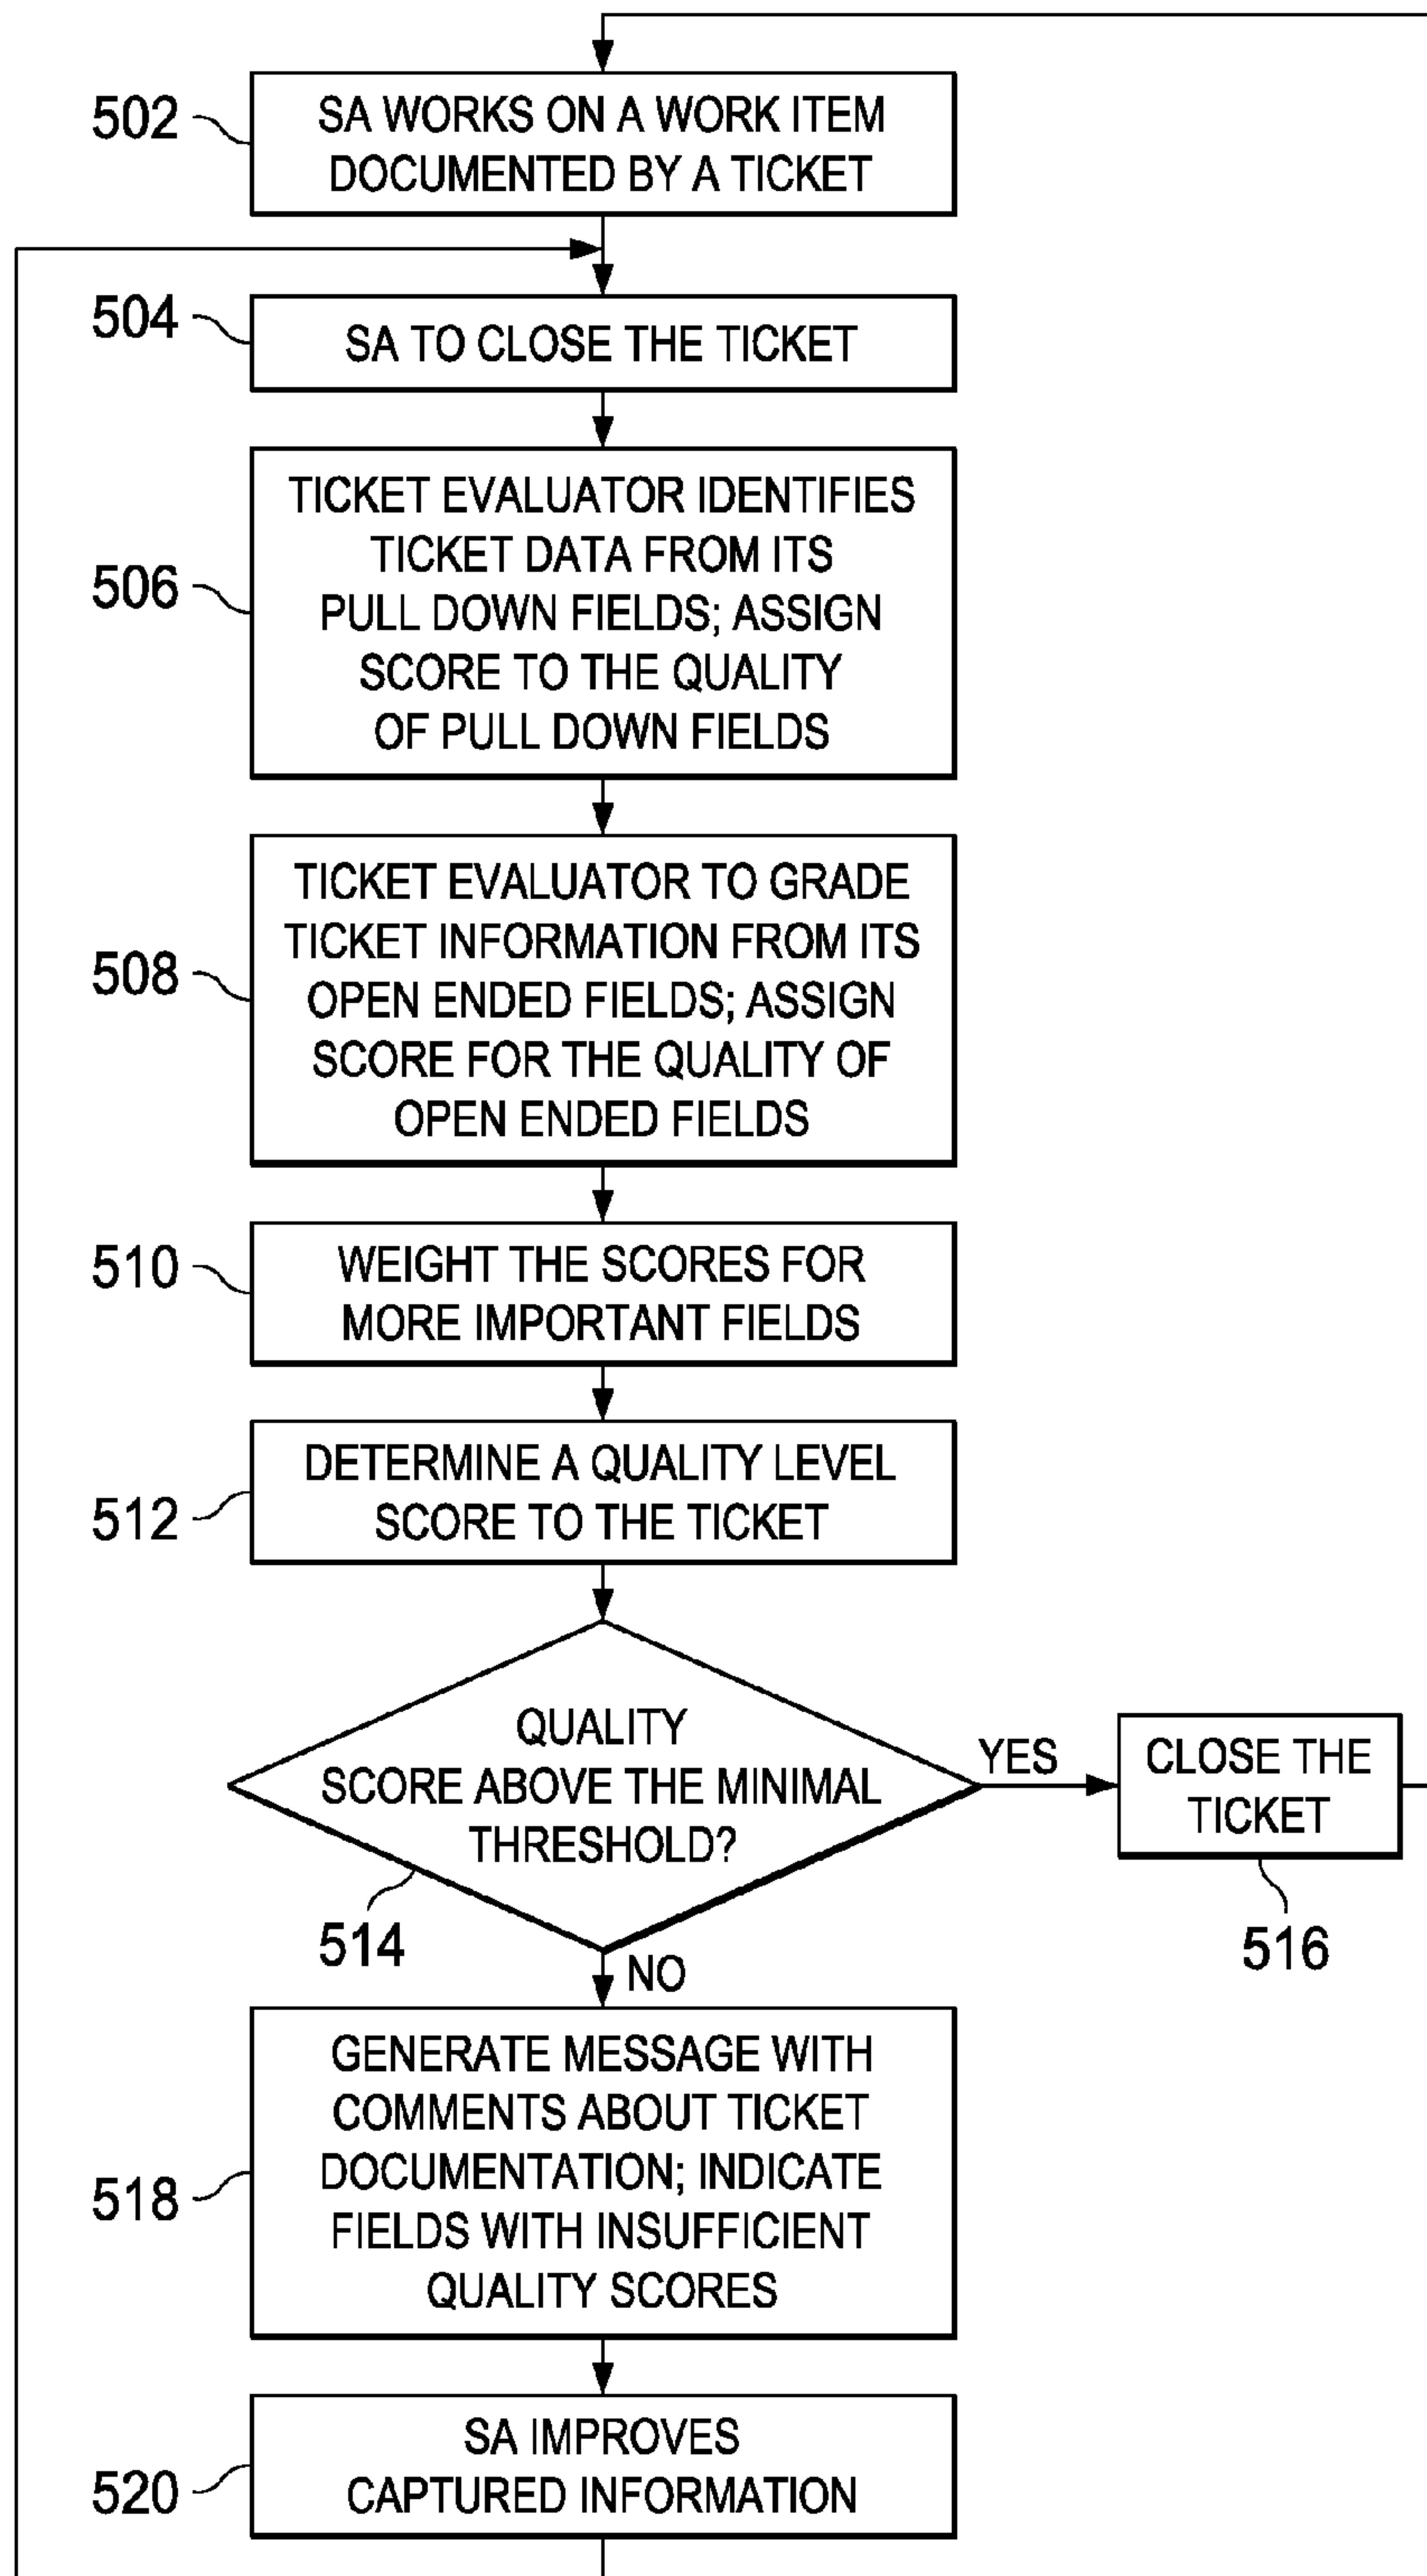 502
SA WORKS ON A WORK ITEM
DOCUMENTED BY A TICKET
504
SA TO CLOSE THE TICKET
506
TICKET EVALUATOR IDENTIFIES
TICKET DATA FROM ITS
PULL DOWN FIELDS; ASSIGN
SCORE TO THE QUALITY
OF PULL DOWN FIELDS
508
TICKET EVALUATOR TO GRADE
TICKET INFORMATION FROM ITS
OPEN ENDED FIELDS; ASSIGN
SCORE FOR THE QUALITY OF
OPEN ENDED FIELDS
510
WEIGHT THE SCORES FOR
MORE IMPORTANT FIELDS
512
DETERMINE A QUALITY LEVEL
SCORE TO THE TICKET
QUALITY
SCORE ABOVE THE MINIMAL
THRESHOLD?
514
YES
CLOSE THE
TICKET
516
NO
518
GENERATE MESSAGE WITH
COMMENTS ABOUT TICKET
DOCUMENTATION; INDICATE
FIELDS WITH INSUFFICIENT
QUALITY SCORES
520
SA IMPROVES
CAPTURED INFORMATION